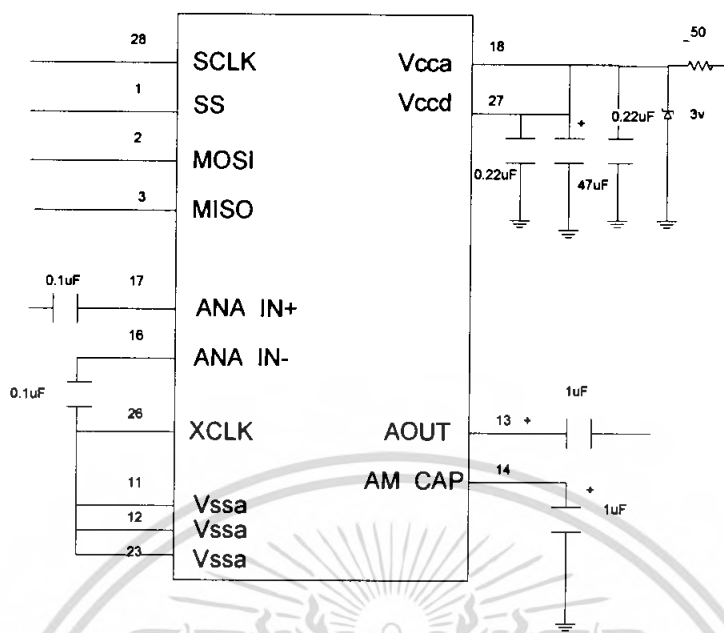 28
SCLK
1
SS
2
MOSI
3
MISO
0.1uF
17
ANA IN+
16
ANA IN-
0.1uF
26
XCLK
11
Vssa
12
Vssa
23
Vssa
18
Vcca
50
27
Vccd
0.22uF
3v
+
0.22uF
47uF
1uF
AOUT
13
+
AM CAP
14
+
1uF